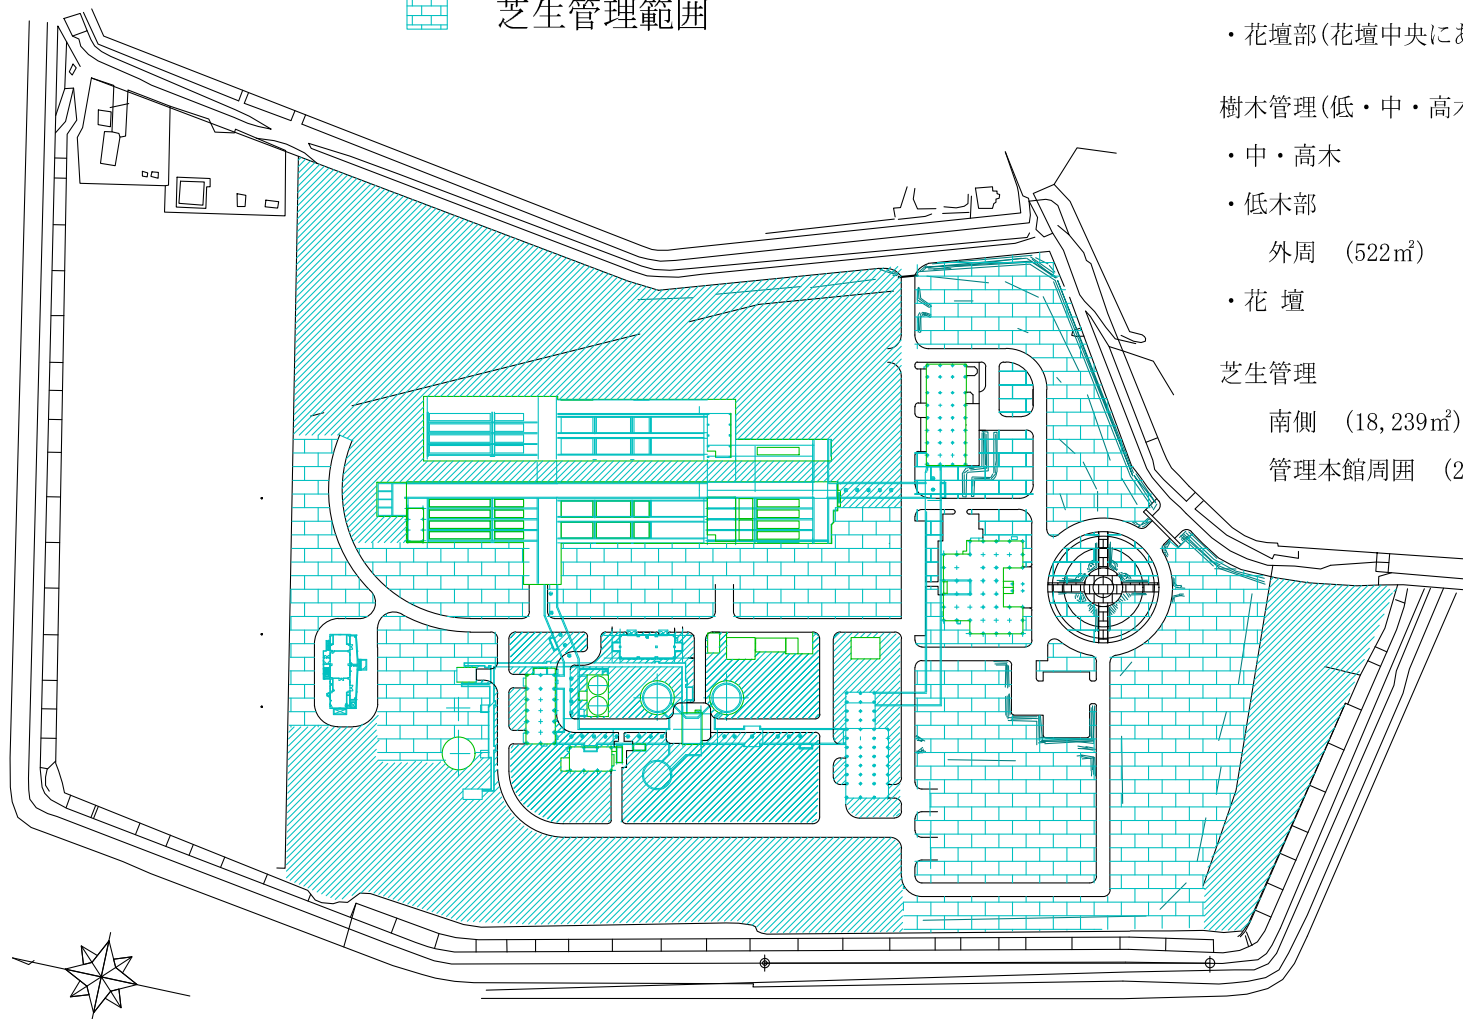 芝生管理範囲
・花壇部(花壇中央にあ
樹木管理(低・中・高木
・中・高木
・低木部
外周 (522㎡)
・花 壇
芝生管理
南側 (18,239㎡)
管理本館周囲 (2